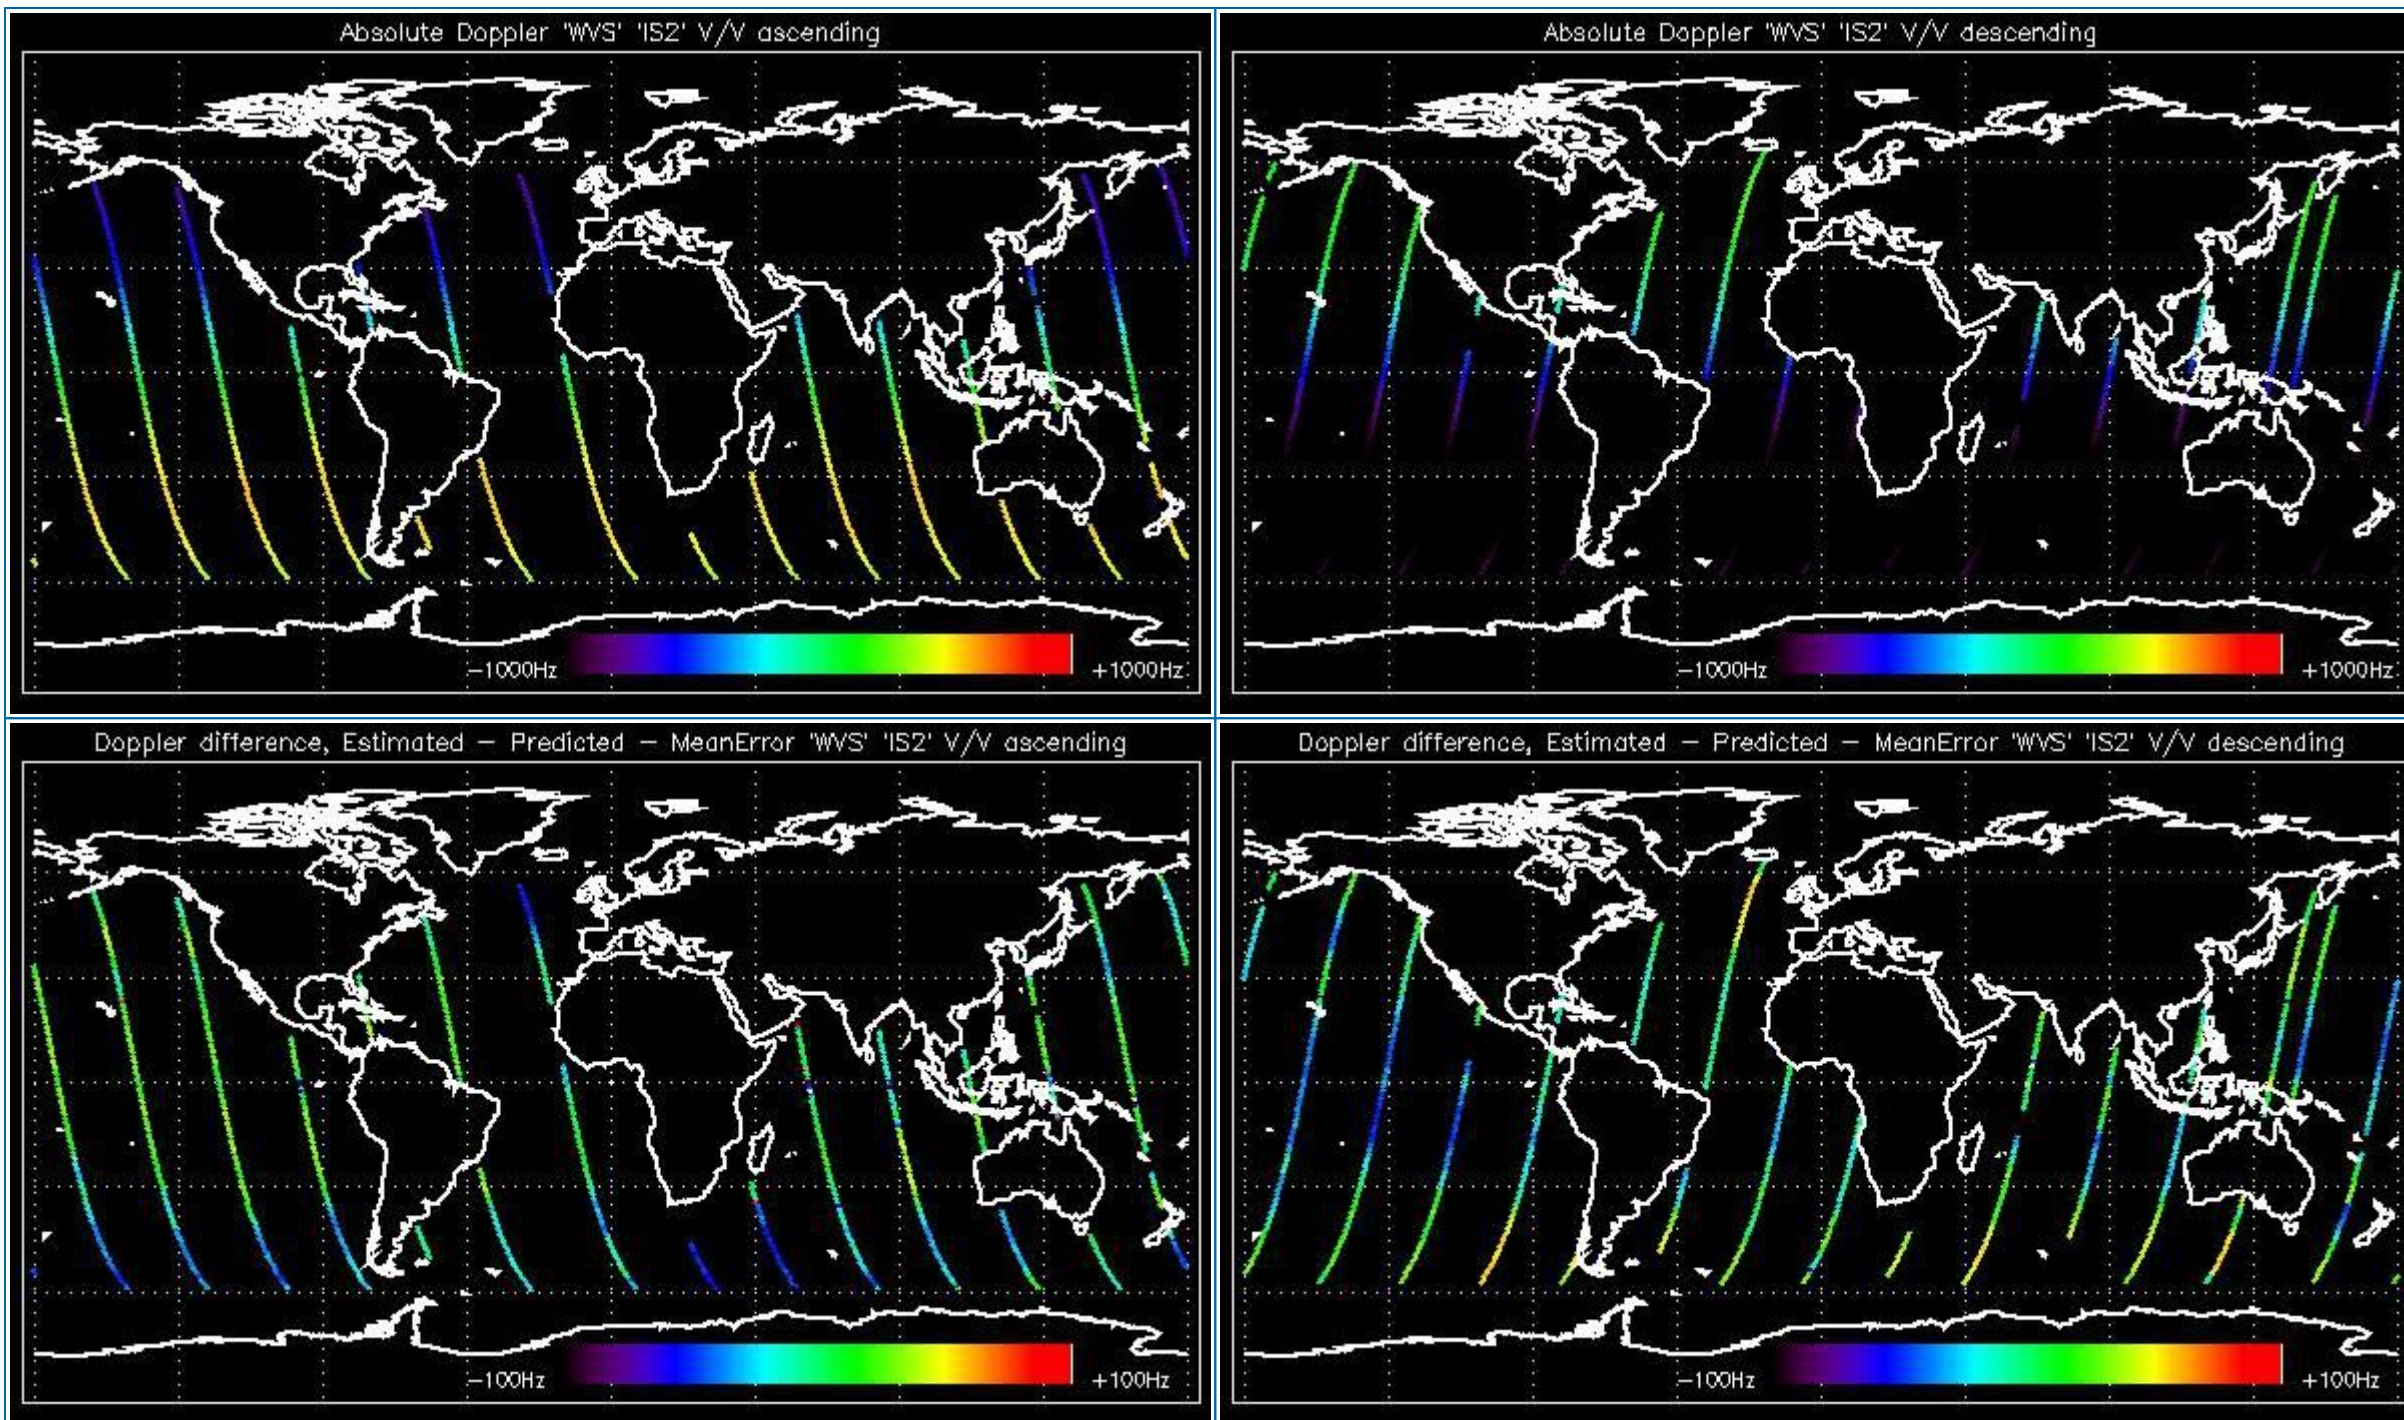 Absolute Doppler 'WVS' 'IS2' V/V ascending
-1000Hz
+1000Hz
Absolute Doppler 'WVS' 'IS2' V/V descending
-1000Hz
+1000Hz
Doppler difference, Estimated - Predicted - MeanError 'WVS' 'IS2' V/V ascending
-100Hz
+100Hz
Doppler difference, Estimated - Predicted - MeanError 'WVS' 'IS2' V/V descending
-100Hz
+100Hz